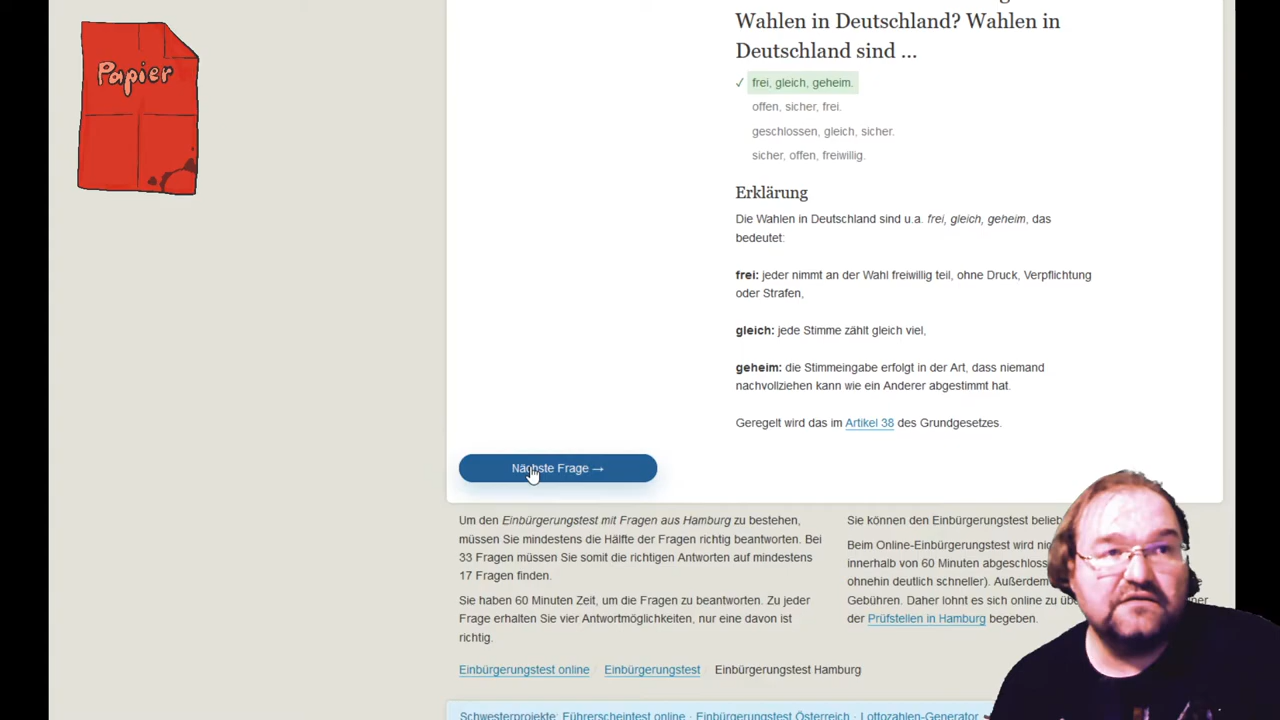 Papier
Wahlen in Deutschland? Wahlen in
Deutschland sind ...
✓ frei, gleich, geheim.
offen, sicher, frei.
geschlossen, gleich, sicher.
sicher, offen, freiwillig.
Erklärung
Die Wahlen in Deutschland sind u.a. frei, gleich, geheim, das
bedeutet:
frei: jeder nimmt an der Wahl freiwillig teil, ohne Druck, Verpflichtung
oder Strafen,
gleich: jede Stimme zählt gleich viel,
geheim: die Stimmeingabe erfolgt in der Art, dass niemand
nachvollziehen kann wie ein Anderer abgestimmt hat.
Geregelt wird das im Artikel 38 des Grundgesetzes.
Nächste Frage →
Um den Einbürgerungstest mit Fragen aus Hamburg zu bestehen,
müssen Sie mindestens die Hälfte der Fragen richtig beantworten. Bei
33 Fragen müssen Sie somit die richtigen Antworten auf mindestens
17 Fragen finden.
Sie haben 60 Minuten Zeit, um die Fragen zu beantworten. Zu jeder
Frage erhalten Sie vier Antwortmöglichkeiten, nur eine davon ist
richtig.
Sie können den Einbürgerungstest
Beim Online-Einbürgerungstest wird
innerhalb von 60 Minuten
ohnehin deutlich schneller). Außerdem
Gebühren. Daher lohnt es sich online zu
der Prüfstellen in Hamburg begeben.
Einbürgerungstest online / Einbürgerungstest / Einbürgerungstest Hamburg
Schwesterprojekte: Führerscheintest online · Einbürgerungstest Österreich · Lottozahlen-Generator